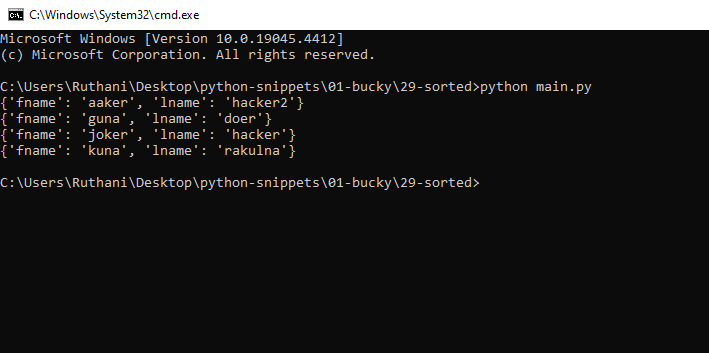 C:\Windows\System32\cmd.exe
Microsoft Windows [Version 10.0.19045.4412]
(c) Microsoft Corporation. All rights reserved.
C:\Users\Ruthani\Desktop\python-snippets\01-bucky\29-sorted>python main.py
{'fname': 'aaker', 'lname': 'hacker2'}
{'fname': 'guna', 'lname': 'doer'}
{'fname': 'joker', 'lname': 'hacker'}
{'fname': 'kuna', 'lname': 'rakulna'}
C:\Users\Ruthani\Desktop\python-snippets\01-bucky\29-sorted>